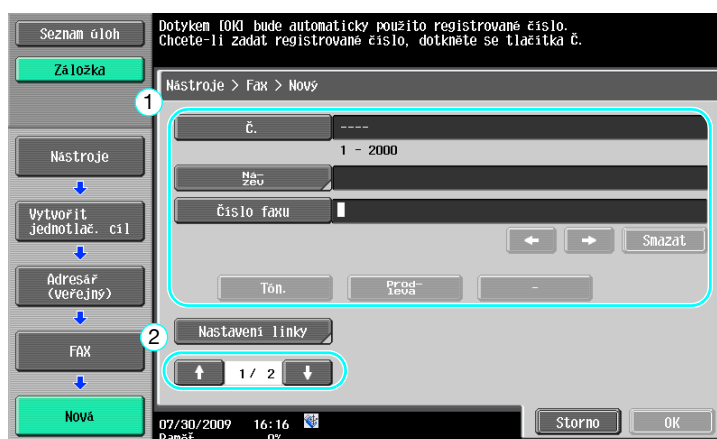 Seznam úloh
Dotykem [OK] bude automaticky použito registrované číslo.
Chcete-li zadat registrované číslo, dotkněte se tlačítka Č.
Záložka
Nástroje > Fax > Nový
1
Č.
----
1 - 2000
Nástroje
Ná-
zev
Vytvořit
jednotlač. cíl
Číslo faxu
Smazat
Adresář
(veřejný)
Tón.
Prod-
leva
-
2
Nastavení linky
FAX
1/ 2
Nová
07/30/2009 16:16
Storno
OK
Paměť 0%